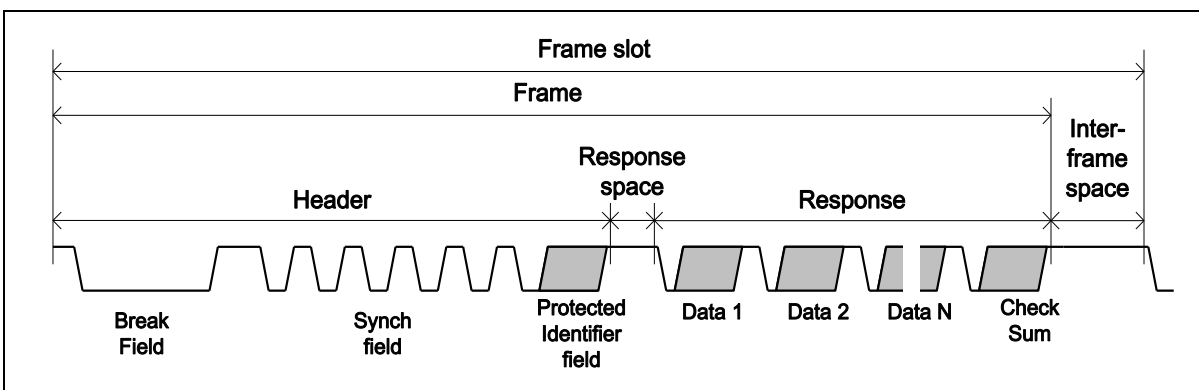 Frame slot
Frame
Inter-
frame
space
Response
space
Header
Response
Break
Field
Synch
field
Protected
Identifier
field
Data 1
Data 2
Data N
Check
Sum